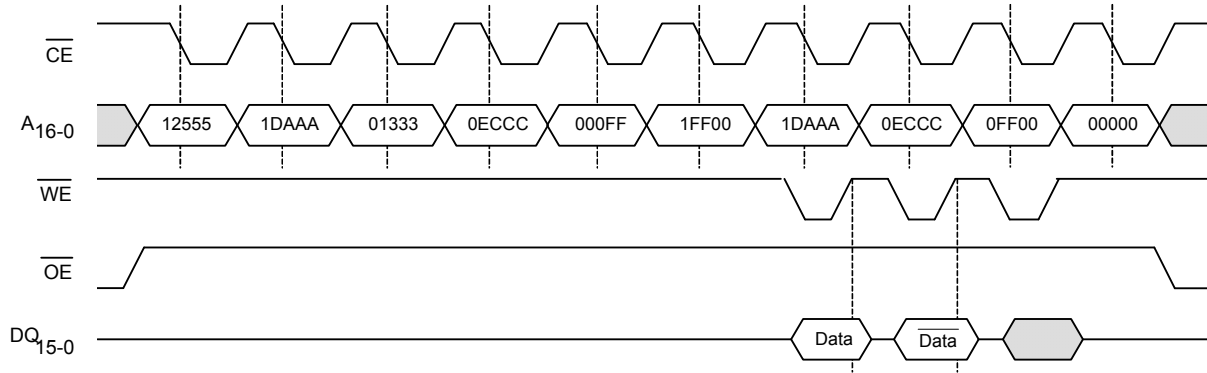 CE
A16-0 12555 1DAAA 01333 0ECCC 000FF 1FF00 1DAAA 0ECCC 0FF00 00000
WE
OE
DQ15-0 Data Data